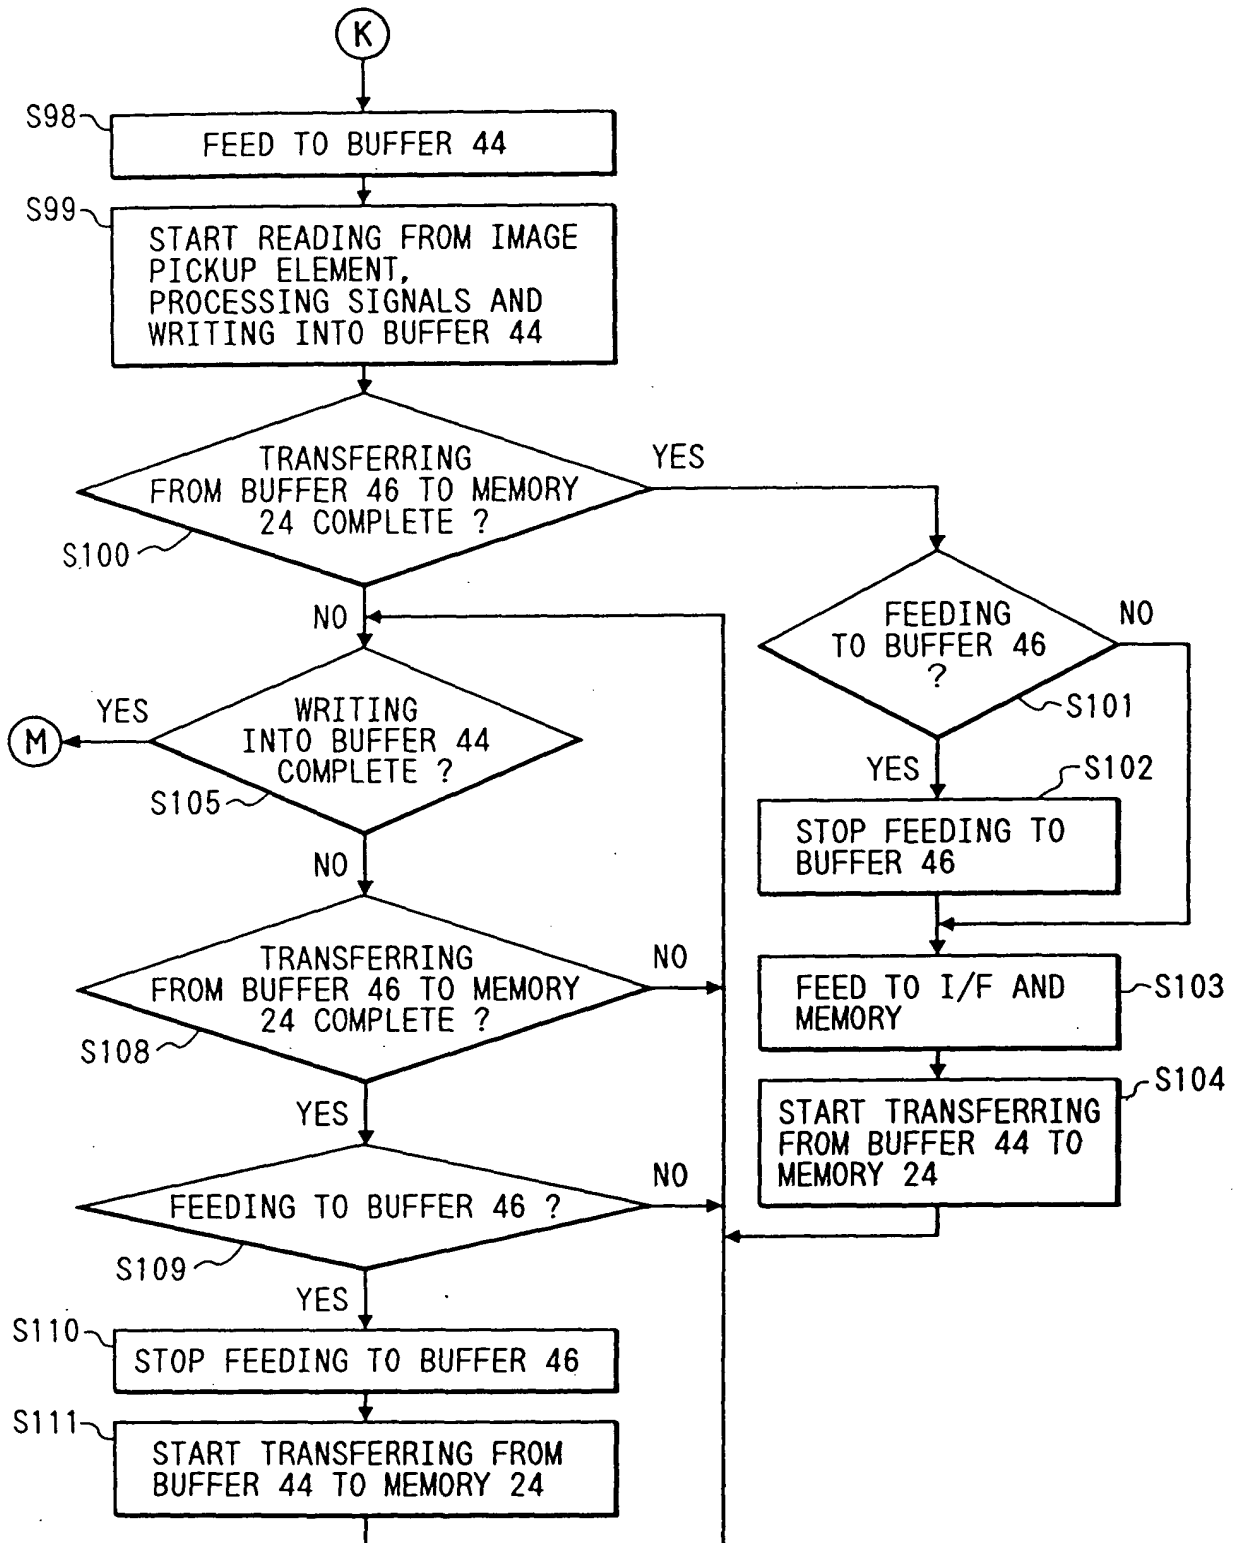 K
S98
FEED TO BUFFER 44
S99
START READING FROM IMAGE
PICKUP ELEMENT,
PROCESSING SIGNALS AND
WRITING INTO BUFFER 44
TRANSFERRING
FROM BUFFER 46 TO MEMORY
24 COMPLETE ?
YES
S100
NO
FEEDING
TO BUFFER 46
?
NO
S101
YES
WRITING
INTO BUFFER 44
COMPLETE ?
YES
M
S105
NO
S102
STOP FEEDING TO
BUFFER 46
TRANSFERRING
FROM BUFFER 46 TO MEMORY
24 COMPLETE ?
NO
S108
YES
FEED TO I/F AND
MEMORY
S103
S104
START TRANSFERRING
FROM BUFFER 44 TO
MEMORY 24
FEEDING TO BUFFER 46 ?
NO
S109
YES
S110
STOP FEEDING TO BUFFER 46
S111
START TRANSFERRING FROM
BUFFER 44 TO MEMORY 24